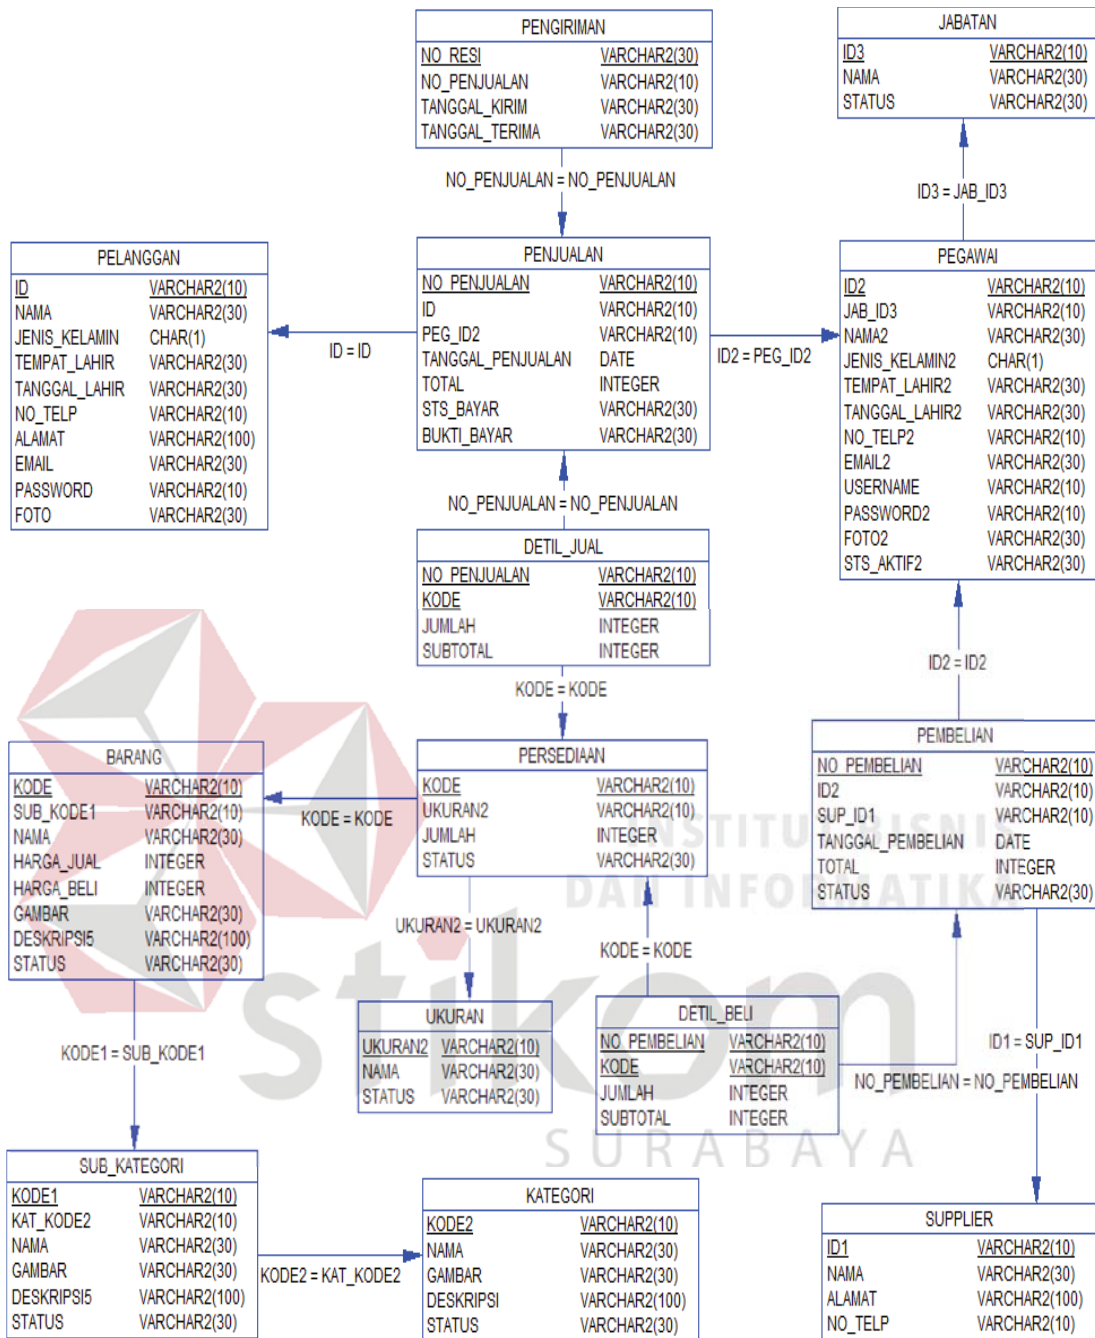 PENGIRIMAN
NO_RESI VARCHAR2(30)
NO_PENJUALAN VARCHAR2(10)
TANGGAL_KIRIM VARCHAR2(30)
TANGGAL_TERIMA VARCHAR2(30)
JABATAN
ID3 VARCHAR2(10)
NAMA VARCHAR2(30)
STATUS VARCHAR2(30)
NO_PENJUALAN = NO_PENJUALAN
ID3 = JAB_ID3
PELANGGAN
ID VARCHAR2(10)
NAMA VARCHAR2(30)
JENIS_KELAMIN CHAR(1)
TEMPAT_LAHIR VARCHAR2(30)
TANGGAL_LAHIR VARCHAR2(30)
NO_TELP VARCHAR2(10)
ALAMAT VARCHAR2(100)
EMAIL VARCHAR2(30)
PASSWORD VARCHAR2(10)
FOTO VARCHAR2(30)
ID = ID
PENJUALAN
NO_PENJUALAN VARCHAR2(10)
ID VARCHAR2(10)
PEG_ID2 VARCHAR2(10)
TANGGAL_PENJUALAN DATE
TOTAL INTEGER
STS_BAYAR VARCHAR2(30)
BUKTI_BAYAR VARCHAR2(30)
ID2 = PEG_ID2
PEGAWAI
ID2 VARCHAR2(10)
JAB_ID3 VARCHAR2(10)
NAMA2 VARCHAR2(30)
JENIS_KELAMIN2 CHAR(1)
TEMPAT_LAHIR2 VARCHAR2(30)
TANGGAL_LAHIR2 VARCHAR2(30)
NO_TELP2 VARCHAR2(10)
EMAIL2 VARCHAR2(30)
USERNAME VARCHAR2(10)
PASSWORD2 VARCHAR2(10)
FOTO2 VARCHAR2(30)
STS_AKTIF2 VARCHAR2(30)
NO_PENJUALAN = NO_PENJUALAN
DETIL_JUAL
NO_PENJUALAN VARCHAR2(10)
KODE VARCHAR2(10)
JUMLAH INTEGER
SUBTOTAL INTEGER
KODE = KODE
ID2 = ID2
BARANG
KODE VARCHAR2(10)
SUB_KODE1 VARCHAR2(10)
NAMA VARCHAR2(30)
HARGA_JUAL INTEGER
HARGA_BELI INTEGER
GAMBAR VARCHAR2(30)
DESKRIPSI5 VARCHAR2(100)
STATUS VARCHAR2(30)
KODE = KODE
PERSEDIAAN
KODE VARCHAR2(10)
UKURAN2 VARCHAR2(10)
JUMLAH INTEGER
STATUS VARCHAR2(30)
PEMBELIAN
NO_PEMBELIAN VARCHAR2(10)
ID2 VARCHAR2(10)
SUP_ID1 VARCHAR2(10)
TANGGAL_PEMBELIAN DATE
TOTAL INTEGER
STATUS VARCHAR2(30)
INSTITUT BISNIS
DAN INFORMATIKA
stikom
SURABAYA
UKURAN2 = UKURAN2
KODE = KODE
UKURAN
UKURAN2 VARCHAR2(10)
NAMA VARCHAR2(30)
STATUS VARCHAR2(30)
DETIL_BELI
NO_PEMBELIAN VARCHAR2(10)
KODE VARCHAR2(10)
JUMLAH INTEGER
SUBTOTAL INTEGER
KODE1 = SUB_KODE1
ID1 = SUP_ID1
NO_PEMBELIAN = NO_PEMBELIAN
SUB_KATEGORI
KODE1 VARCHAR2(10)
KAT_KODE2 VARCHAR2(10)
NAMA VARCHAR2(30)
GAMBAR VARCHAR2(30)
DESKRIPSI5 VARCHAR2(100)
STATUS VARCHAR2(30)
KODE2 = KAT_KODE2
KATEGORI
KODE2 VARCHAR2(10)
NAMA VARCHAR2(30)
GAMBAR VARCHAR2(30)
DESKRIPSI VARCHAR2(100)
STATUS VARCHAR2(30)
SUPPLIER
ID1 VARCHAR2(10)
NAMA VARCHAR2(30)
ALAMAT VARCHAR2(100)
NO_TELP VARCHAR2(10)